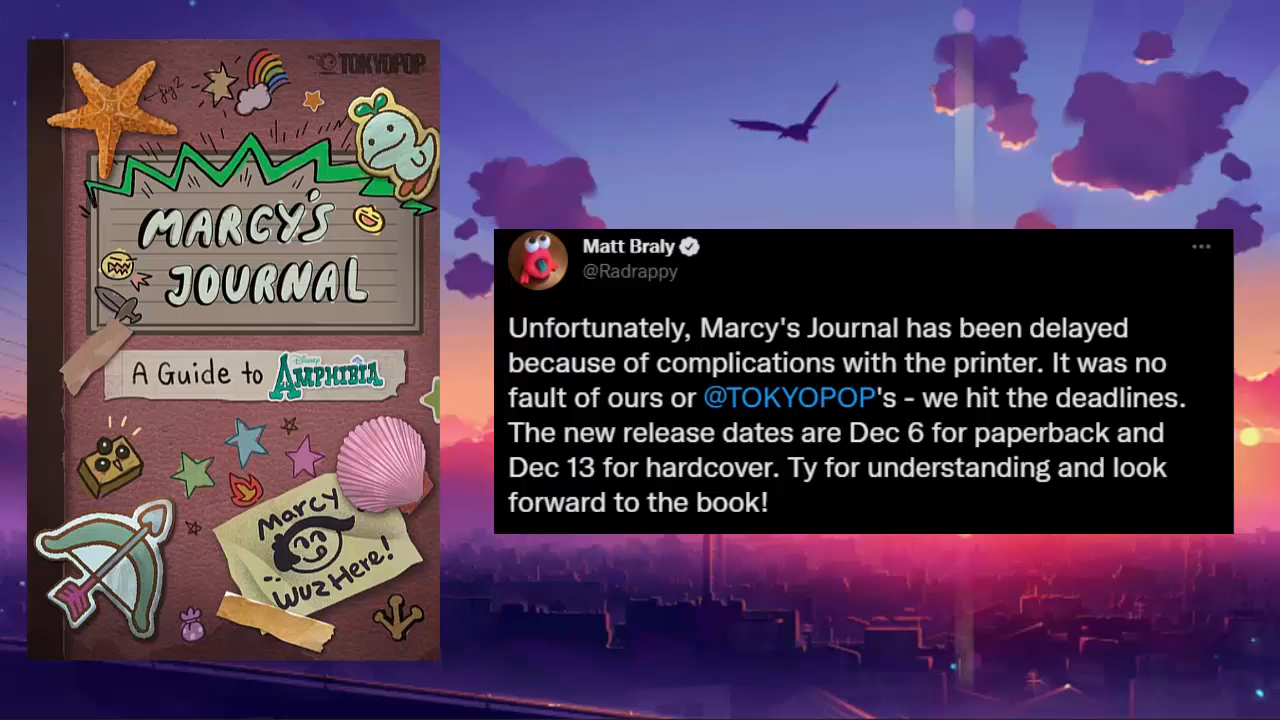 TOKYOPOP
fig 2
MARCY'S
JOURNAL
A Guide to Disney AMPHIBIA
Marcy
Wuz Here!
Matt Braly
@Radrappy
Unfortunately, Marcy's Journal has been delayed
because of complications with the printer. It was no
fault of ours or @TOKYOPOP's - we hit the deadlines.
The new release dates are Dec 6 for paperback and
Dec 13 for hardcover. Ty for understanding and look
forward to the book!